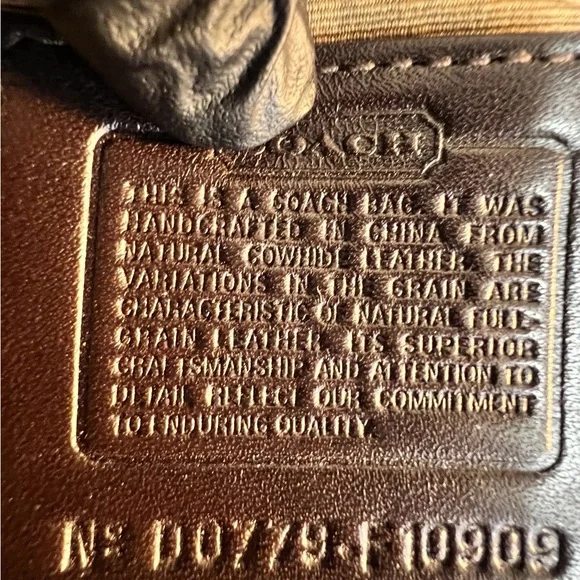 COACH
THIS IS A COACH BAG. IT WAS
HANDCRAFTED IN CHINA FROM
NATURAL COWHIDE LEATHER. THE
VARIATIONS IN THE GRAIN ARE
CHARACTERISTIC OF NATURAL FULL-
GRAIN LEATHER. ITS SUPERIOR
CRAFTSMANSHIP AND ATTENTION TO
DETAIL REFLECT OUR COMMITMENT
TO ENDURING QUALITY.
Nº D0779-F10909